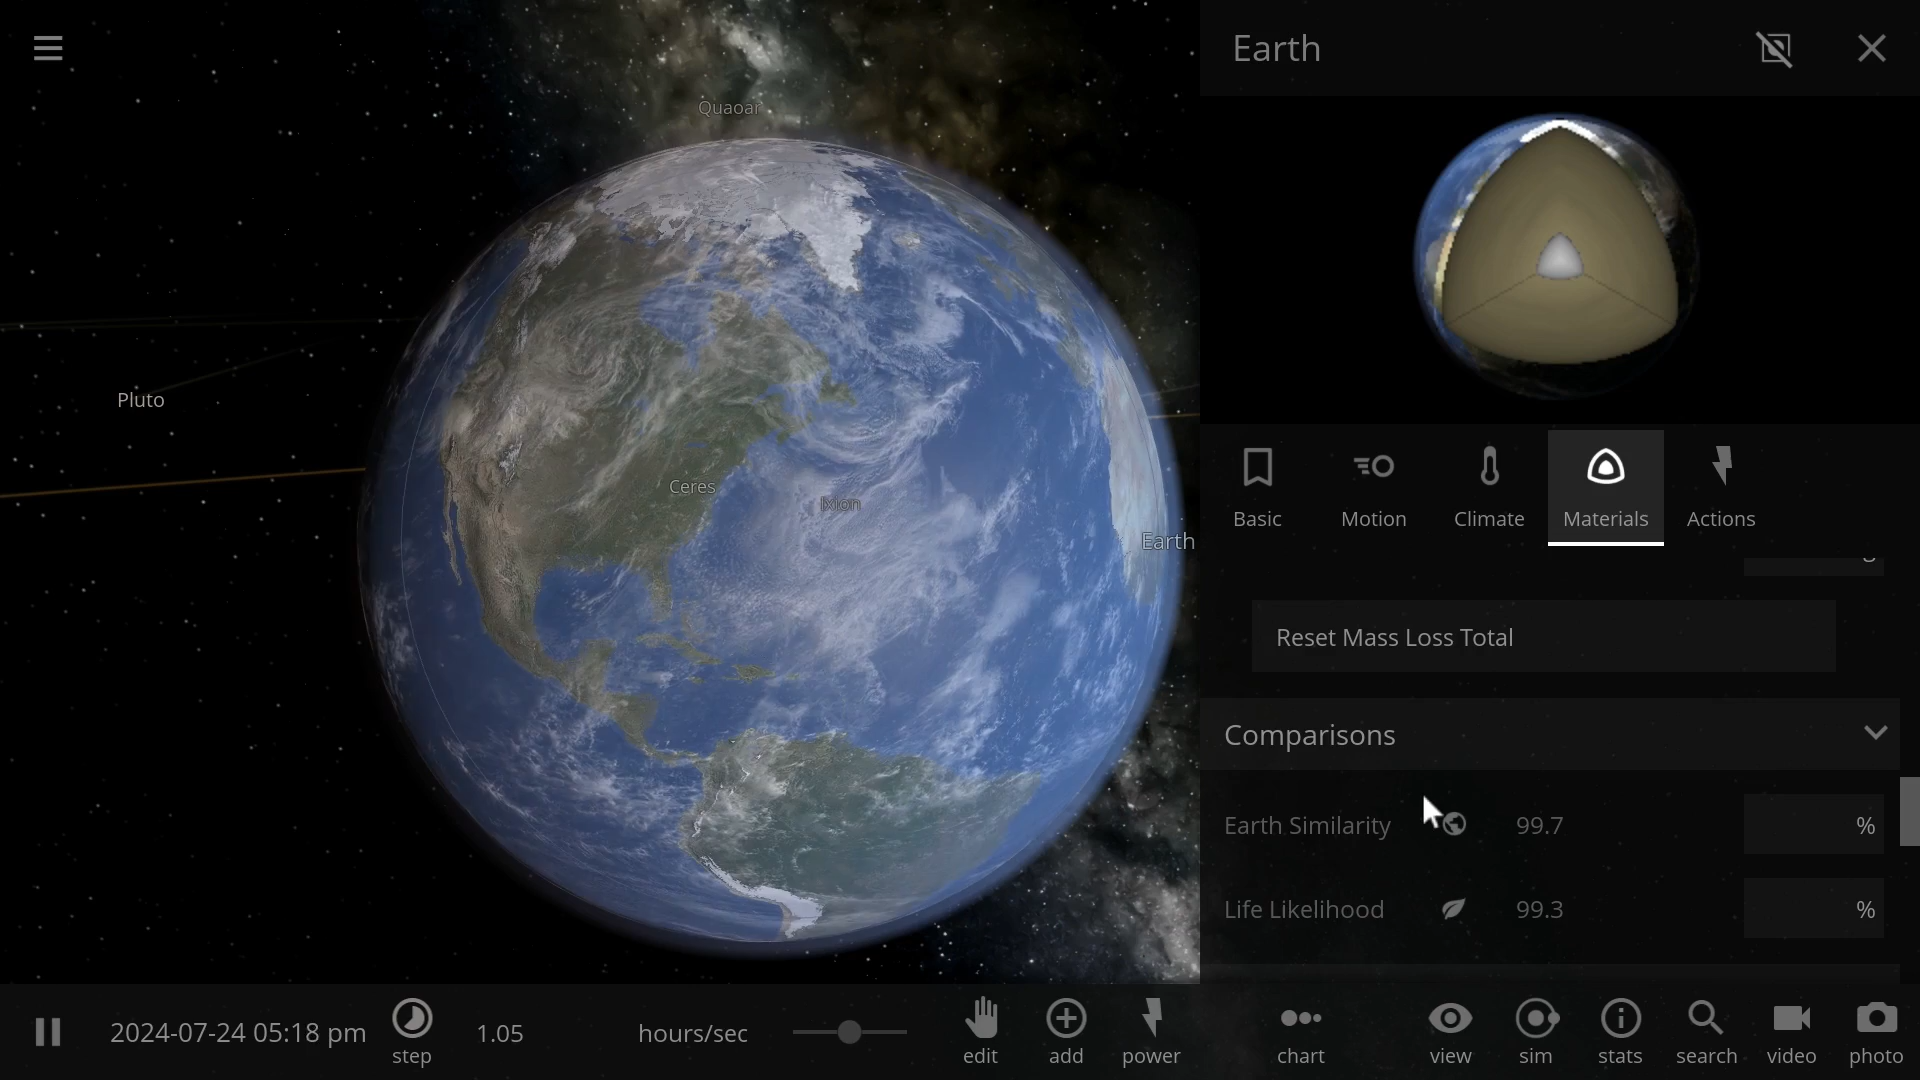 Earth
Quaoar
Pluto
Ceres
Ixion
Earth
Basic
Motion
Climate
Materials
Actions
Reset Mass Loss Total
Comparisons
Earth Similarity 99.7 %
Life Likelihood 99.3 %
2024-07-24 05:18 pm
step
1.05
hours/sec
edit
add
power
chart
view
sim
stats
search
video
photo